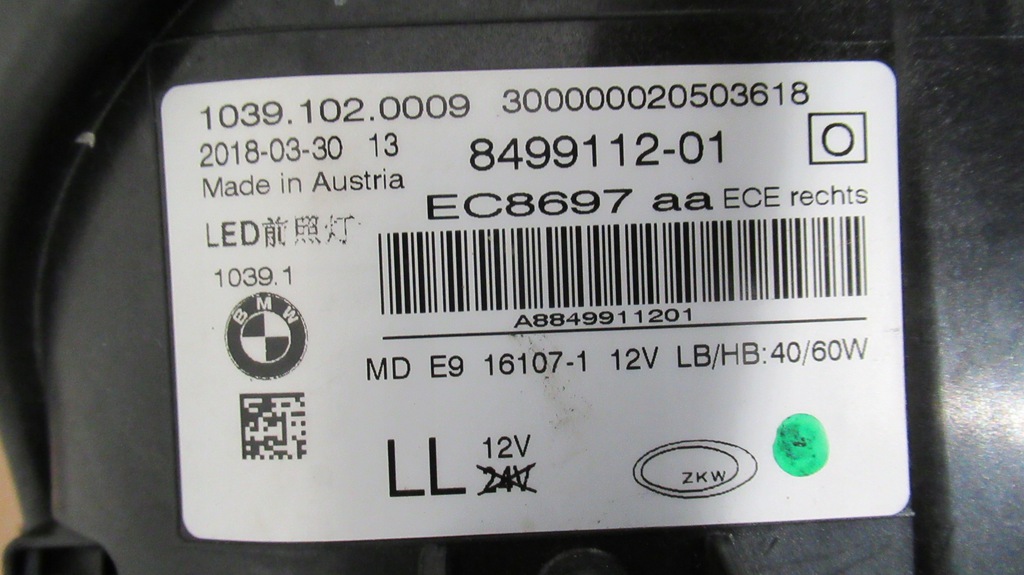 1039.102.0009 300000020503618
2018-03-30 13 8499112-01
Made in Austria
EC8697 aa ECE rechts
LED前照灯
1039.1
BMW
A8849911201
MD E9 16107-1 12V LB/HB:40/60W
LL 12V
24V
ZKW